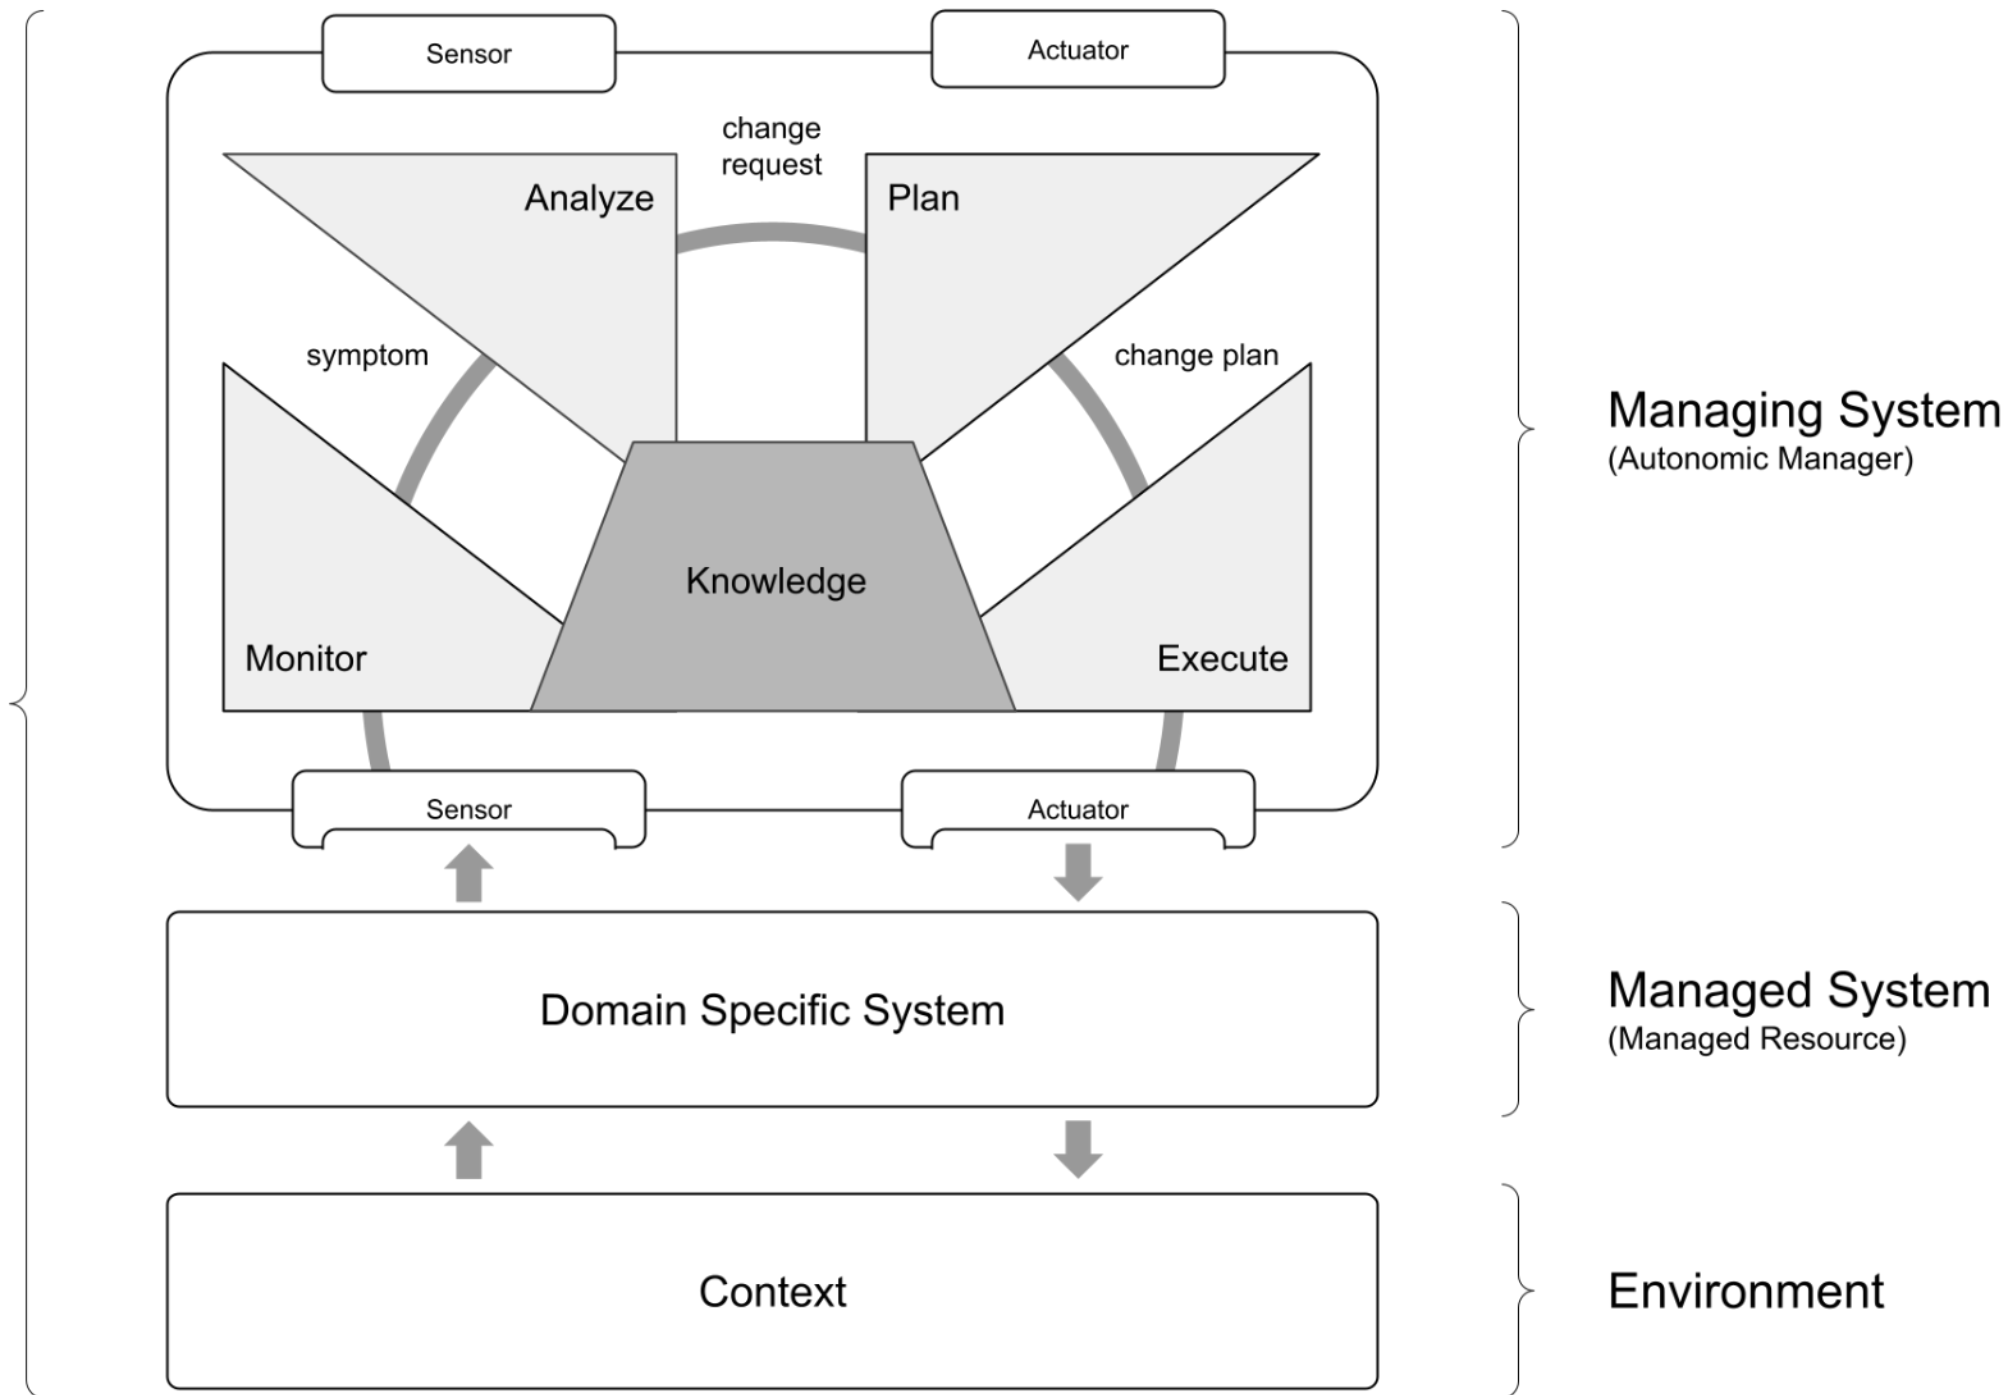 Sensor
Actuator
change
request
Analyze
Plan
symptom
change plan
Managing System
(Autonomic Manager)
Knowledge
Monitor
Execute
Sensor
Actuator
Domain Specific System
Managed System
(Managed Resource)
Context
Environment